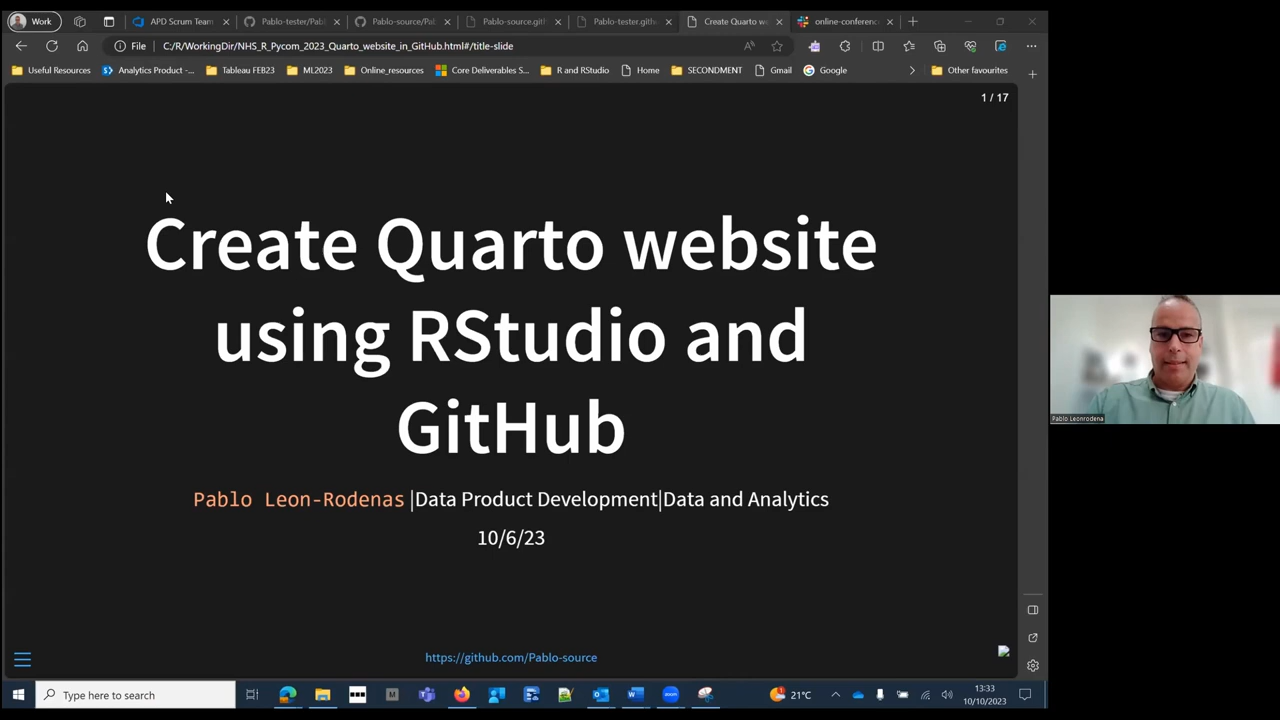 Work
APD Scrum Team
Pablo-tester/Pabl
Pablo-source/Pa
Pablo-source.gitl
Pablo-tester.gith
Create Quarto we
online-conferenc
File
C:/R/WorkingDir/NHS_R_Pycom_2023_Quarto_website_in_GitHub.html#/title-slide
Useful Resources
Analytics Product -...
Tableau FEB23
ML2023
Online_resources
Core Deliverables S...
R and RStudio
Home
SECONDMENT
Gmail
Google
Other favourites
1 / 17
Create Quarto website
using RStudio and
GitHub
Pablo Leon-Rodenas |Data Product Development|Data and Analytics
10/6/23
https://github.com/Pablo-source
Pablo Leonrodena
Type here to search
21°C
13:33
10/10/2023